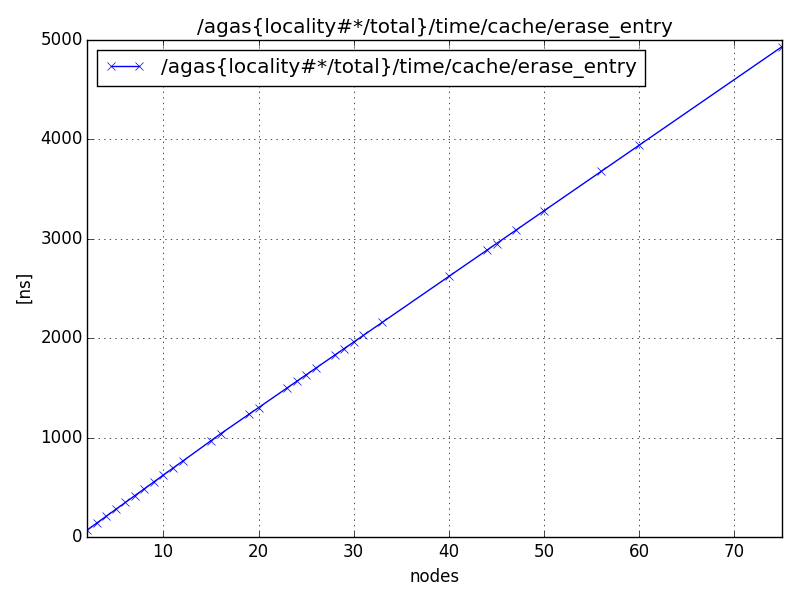 /agas{locality#*/total}/time/cache/erase_entry
/agas{locality#*/total}/time/cache/erase_entry
5000
4000
3000
2000
1000
0
[ns]
10 20 30 40 50 60 70
nodes